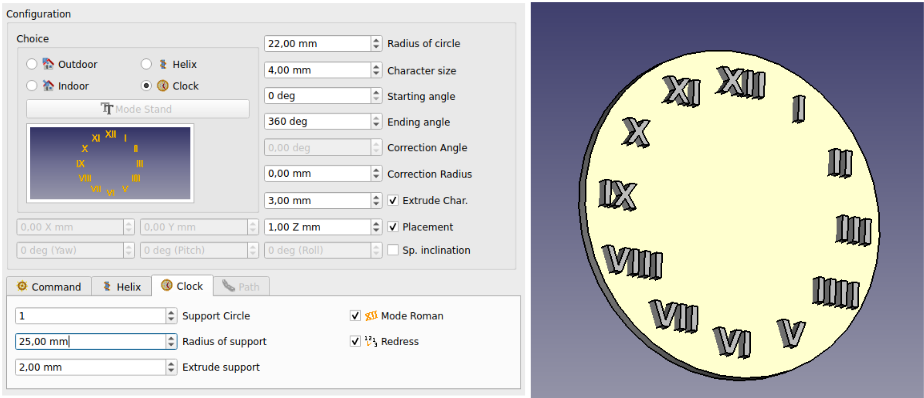 Configuration
Choice
Outdoor
Helix
Indoor
Clock
TT Mode Stand
XI XII I
X II
IX III
VIII IIII
VII VI V
22,00 mm Radius of circle
4,00 mm Character size
0 deg Starting angle
360 deg Ending angle
0,00 deg Correction Angle
0,00 mm Correction Radius
3,00 mm Extrude Char.
0,00 X mm 0,00 Y mm 1,00 Z mm Placement
0 deg (Yaw) 0 deg (Pitch) 0 deg (Roll) Sp. inclination
Command Helix Clock Path
1 Support Circle XII Mode Roman
25,00 mm Radius of support 123 Redress
2,00 mm Extrude support
XI XII I
X II
IX III
VIII IIII
VII VI V